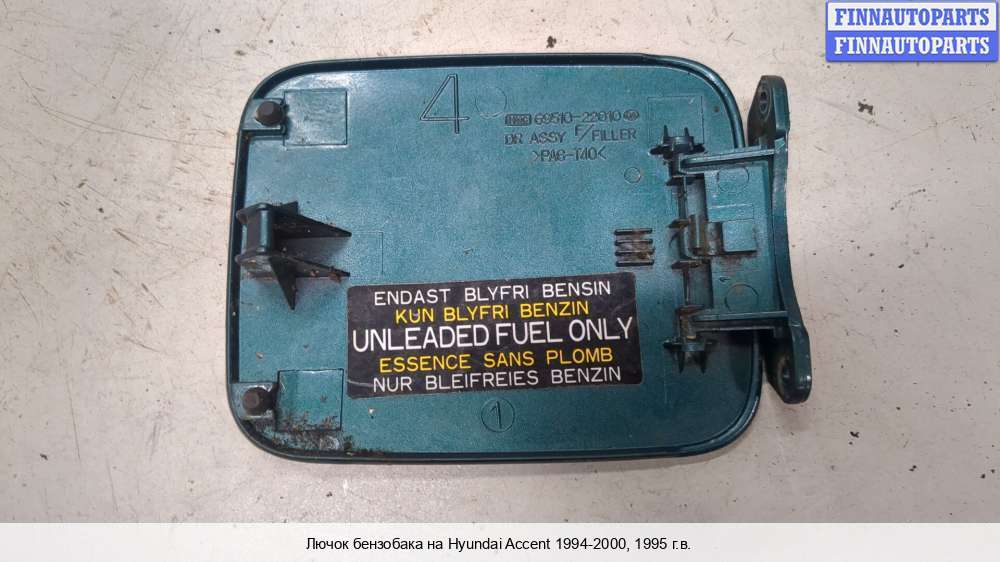 FINNAUTOPARTS
FINNAUTOPARTS
4
69510-22010
DR ASSY F/FILLER
>PA6-T40<
ENDAST BLYFRI BENSIN
KUN BLYFRI BENZIN
UNLEADED FUEL ONLY
ESSENCE SANS PLOMB
NUR BLEIFREIES BENZIN
1
Лючок бензобака на Hyundai Accent 1994-2000, 1995 г.в.